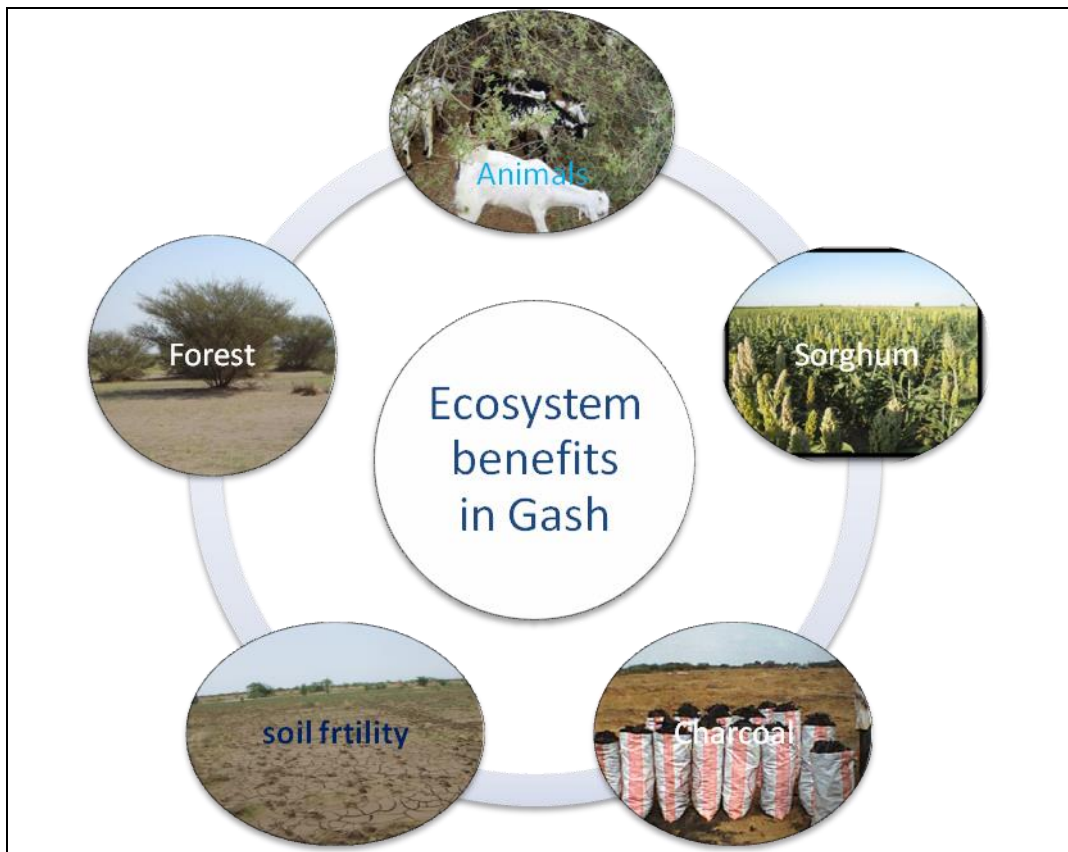 Animals
Forest
Sorghum
Ecosystem
benefits
in Gash
soil frtility
Charcoal